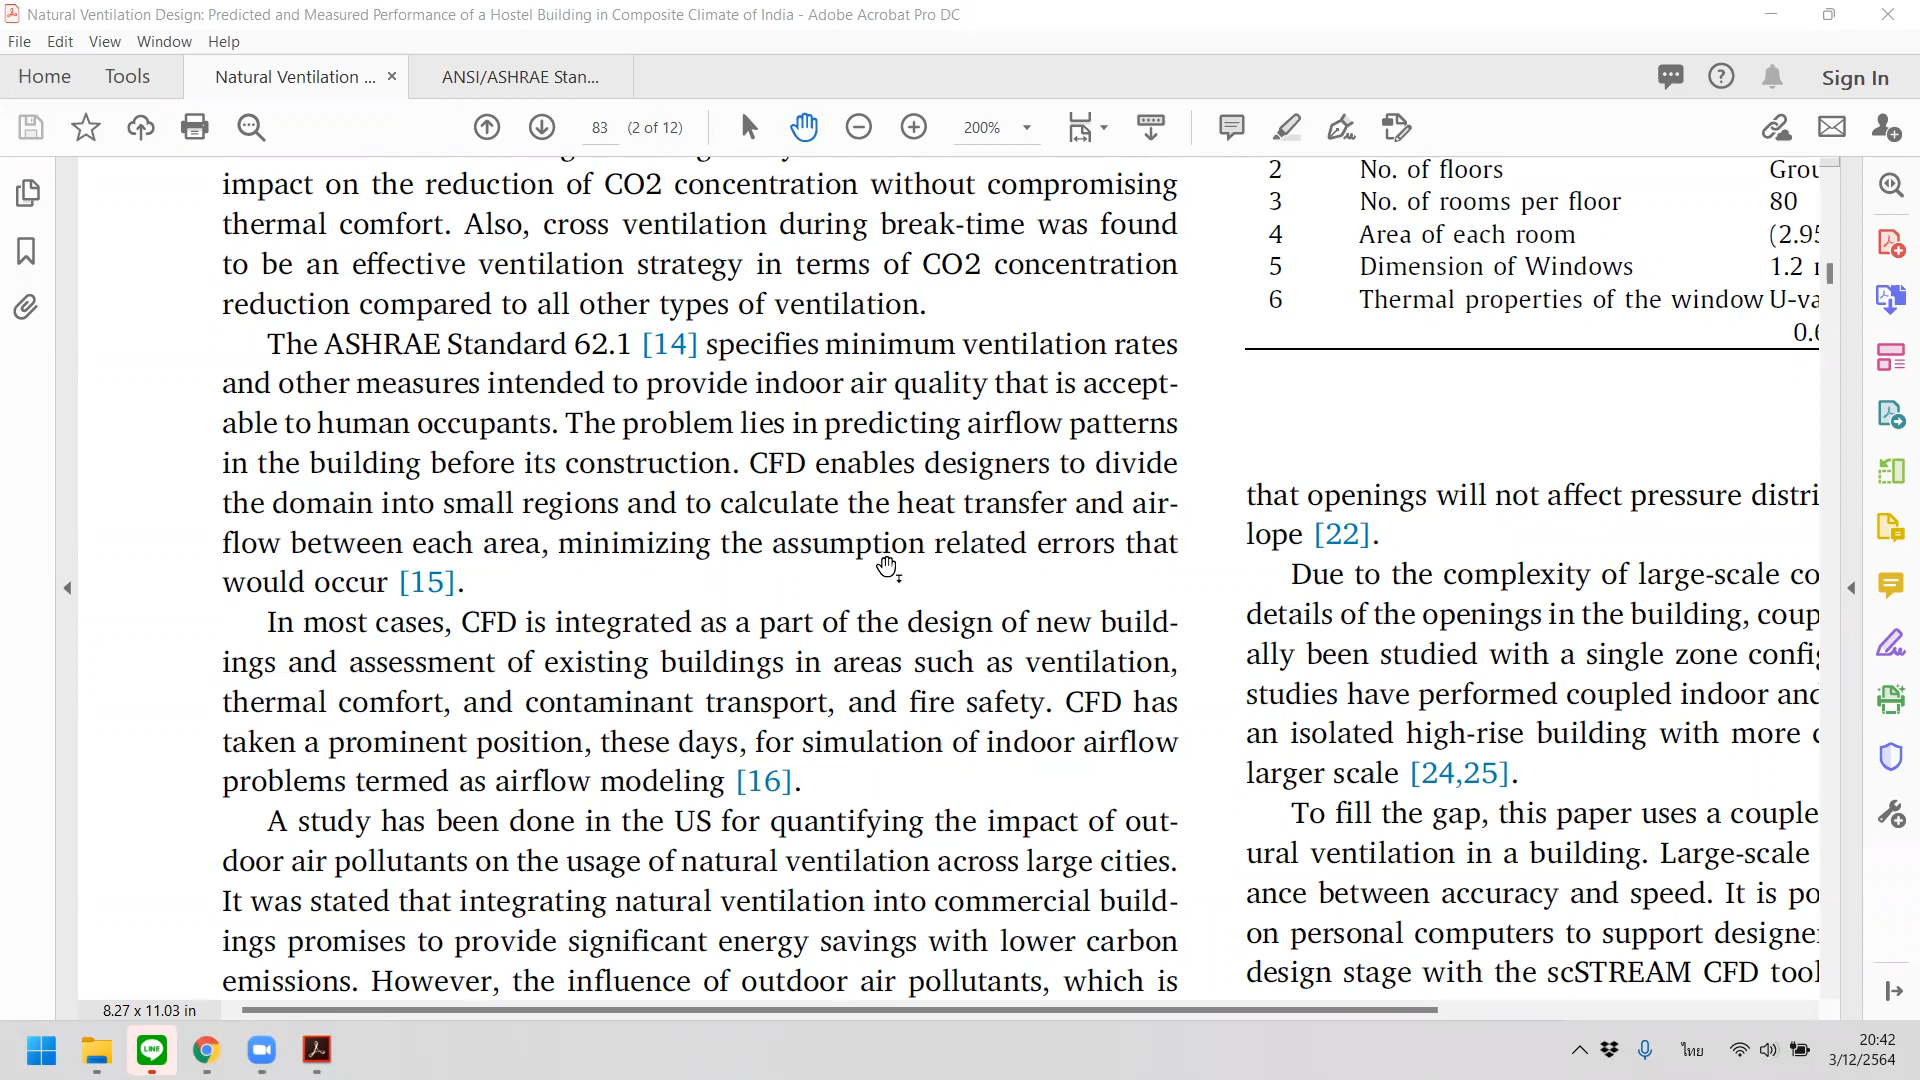 Natural Ventilation Design: Predicted and Measured Performance of a Hostel Building in Composite Climate of India - Adobe Acrobat Pro DC
File Edit View Window Help
Home Tools Natural Ventilation ... × ANSI/ASHRAE Stan... Sign In
83 (2 of 12) 200%
impact on the reduction of CO2 concentration without compromising
thermal comfort. Also, cross ventilation during break-time was found
to be an effective ventilation strategy in terms of CO2 concentration
reduction compared to all other types of ventilation.
The ASHRAE Standard 62.1 [14] specifies minimum ventilation rates
and other measures intended to provide indoor air quality that is accept-
able to human occupants. The problem lies in predicting airflow patterns
in the building before its construction. CFD enables designers to divide
the domain into small regions and to calculate the heat transfer and air-
flow between each area, minimizing the assumption related errors that
would occur [15].
In most cases, CFD is integrated as a part of the design of new build-
ings and assessment of existing buildings in areas such as ventilation,
thermal comfort, and contaminant transport, and fire safety. CFD has
taken a prominent position, these days, for simulation of indoor airflow
problems termed as airflow modeling [16].
A study has been done in the US for quantifying the impact of out-
door air pollutants on the usage of natural ventilation across large cities.
It was stated that integrating natural ventilation into commercial build-
ings promises to provide significant energy savings with lower carbon
emissions. However, the influence of outdoor air pollutants, which is
2 No. of floors Grou
3 No. of rooms per floor 80
4 Area of each room (2.95
5 Dimension of Windows 1.2
6 Thermal properties of the window U-va
0.6
that openings will not affect pressure distri
lope [22].
Due to the complexity of large-scale co
details of the openings in the building, coup
ally been studied with a single zone config
studies have performed coupled indoor and
an isolated high-rise building with more
larger scale [24,25].
To fill the gap, this paper uses a couple
ural ventilation in a building. Large-scale
ance between accuracy and speed. It is po
on personal computers to support designer
design stage with the scSTREAM CFD tool
8.27 x 11.03 in
LINE
ไทย
20:42
3/12/2564